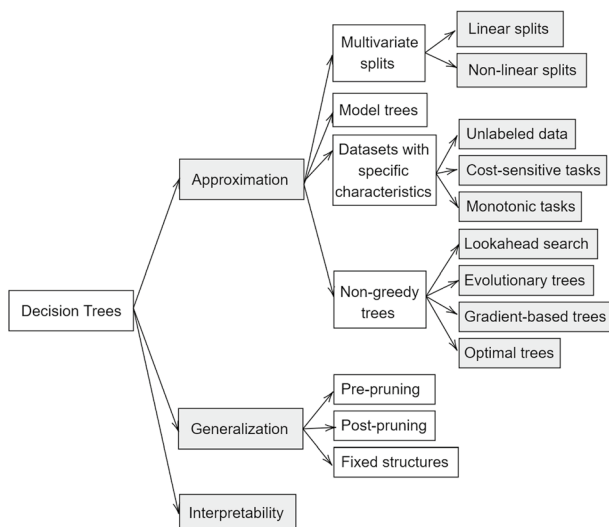 Decision Trees
Approximation
Multivariate
splits
Linear splits
Non-linear splits
Model trees
Datasets with
specific
characteristics
Unlabeled data
Cost-sensitive tasks
Monotonic tasks
Non-greedy
trees
Lookahead search
Evolutionary trees
Gradient-based trees
Optimal trees
Generalization
Pre-pruning
Post-pruning
Fixed structures
Interpretability